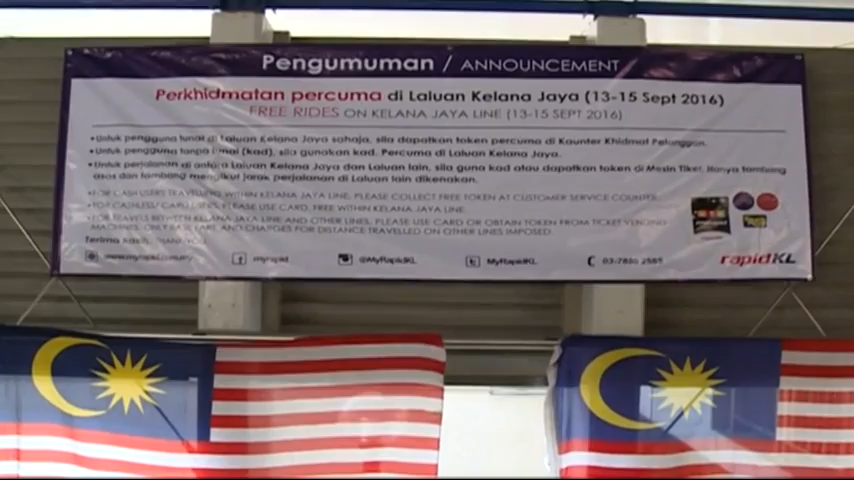 Pengumuman / ANNOUNCEMENT
Perkhidmatan percuma di Laluan Kelana Jaya (13-15 Sept 2016)
FREE RIDES ON KELANA JAYA LINE (13-15 SEPT 2016)
•Untuk pengguna tunai di Laluan Kelana Jaya sahaja, sila dapatkan token percuma di Kaunter Khidmat Pelanggan.
•Untuk pengguna tanpa tunai (kad), sila gunakan kad. Percuma di Laluan Kelana Jaya.
•Untuk perjalanan di antara Laluan Kelana Jaya dan Laluan lain, sila guna kad atau dapatkan token di Mesin Tiket. Hanya tambang
asas dan tambang mengikut jarak perjalanan di Laluan lain dikenakan.
•FOR CASH USERS TRAVELLING WITHIN KELANA JAYA LINE, PLEASE COLLECT FREE TOKEN AT CUSTOMER SERVICE COUNTER.
•FOR CASHLESS/CARD USERS, PLEASE USE CARD, FREE WITHIN KELANA JAYA LINE.
•FOR TRAVELS BETWEEN KELANA JAYA LINE AND OTHER LINES, PLEASE USE CARD OR OBTAIN TOKEN FROM TICKET VENDING
MACHINES. ONLY BASE FARE AND CHARGES FOR DISTANCE TRAVELLED ON OTHER LINES IMPOSED.
Terima kasih. THANK YOU.
www.myrapid.com.my myrapid @MyRapidKL MyRapidKL 03-7885 2585
rapidKL